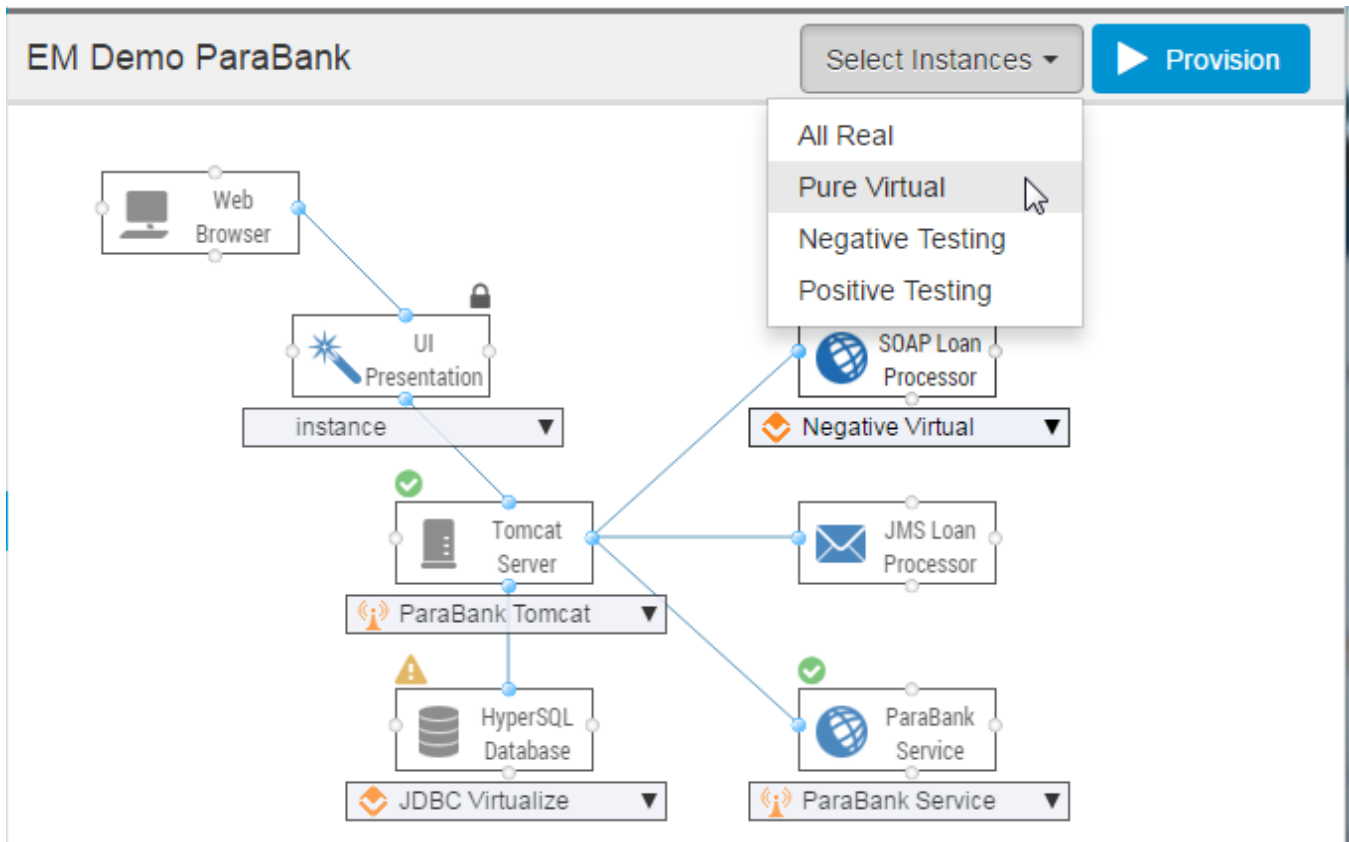 EM Demo ParaBank
Select Instances
Provision
All Real
Pure Virtual
Negative Testing
Positive Testing
Web
Browser
UI
Presentation
instance
SOAP Loan
Processor
Negative Virtual
Tomcat
Server
ParaBank Tomcat
JMS Loan
Processor
HyperSQL
Database
JDBC Virtualize
ParaBank
Service
ParaBank Service